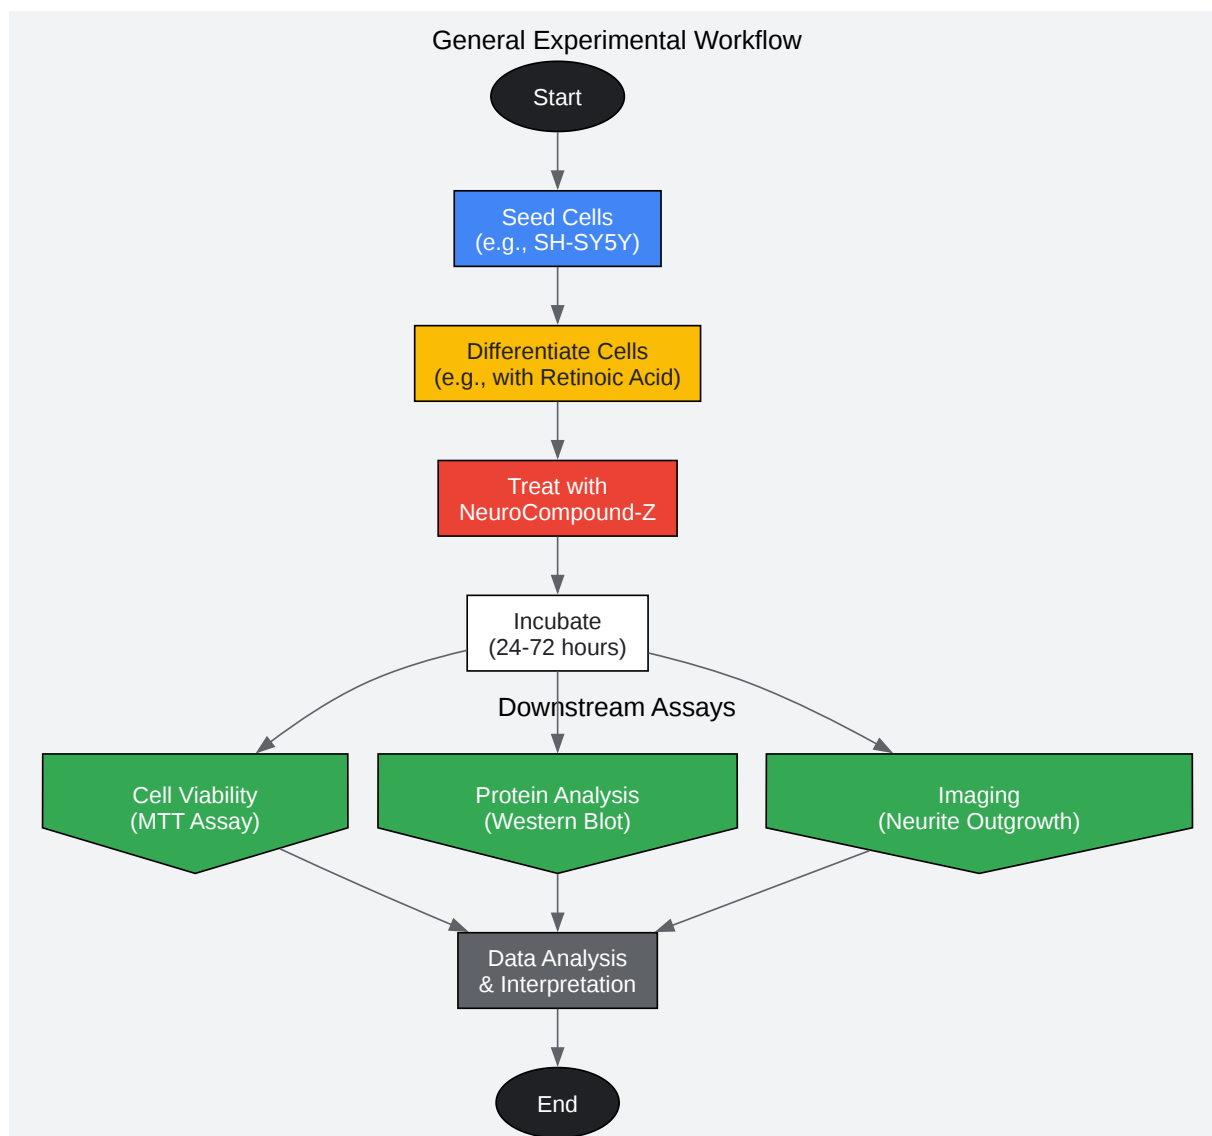 General Experimental Workflow
Start
Seed Cells
(e.g., SH-SY5Y)
Differentiate Cells
(e.g., with Retinoic Acid)
Treat with
NeuroCompound-Z
Incubate
(24-72 hours)
Downstream Assays
Cell Viability
(MTT Assay)
Protein Analysis
(Western Blot)
Imaging
(Neurite Outgrowth)
Data Analysis
& Interpretation
End